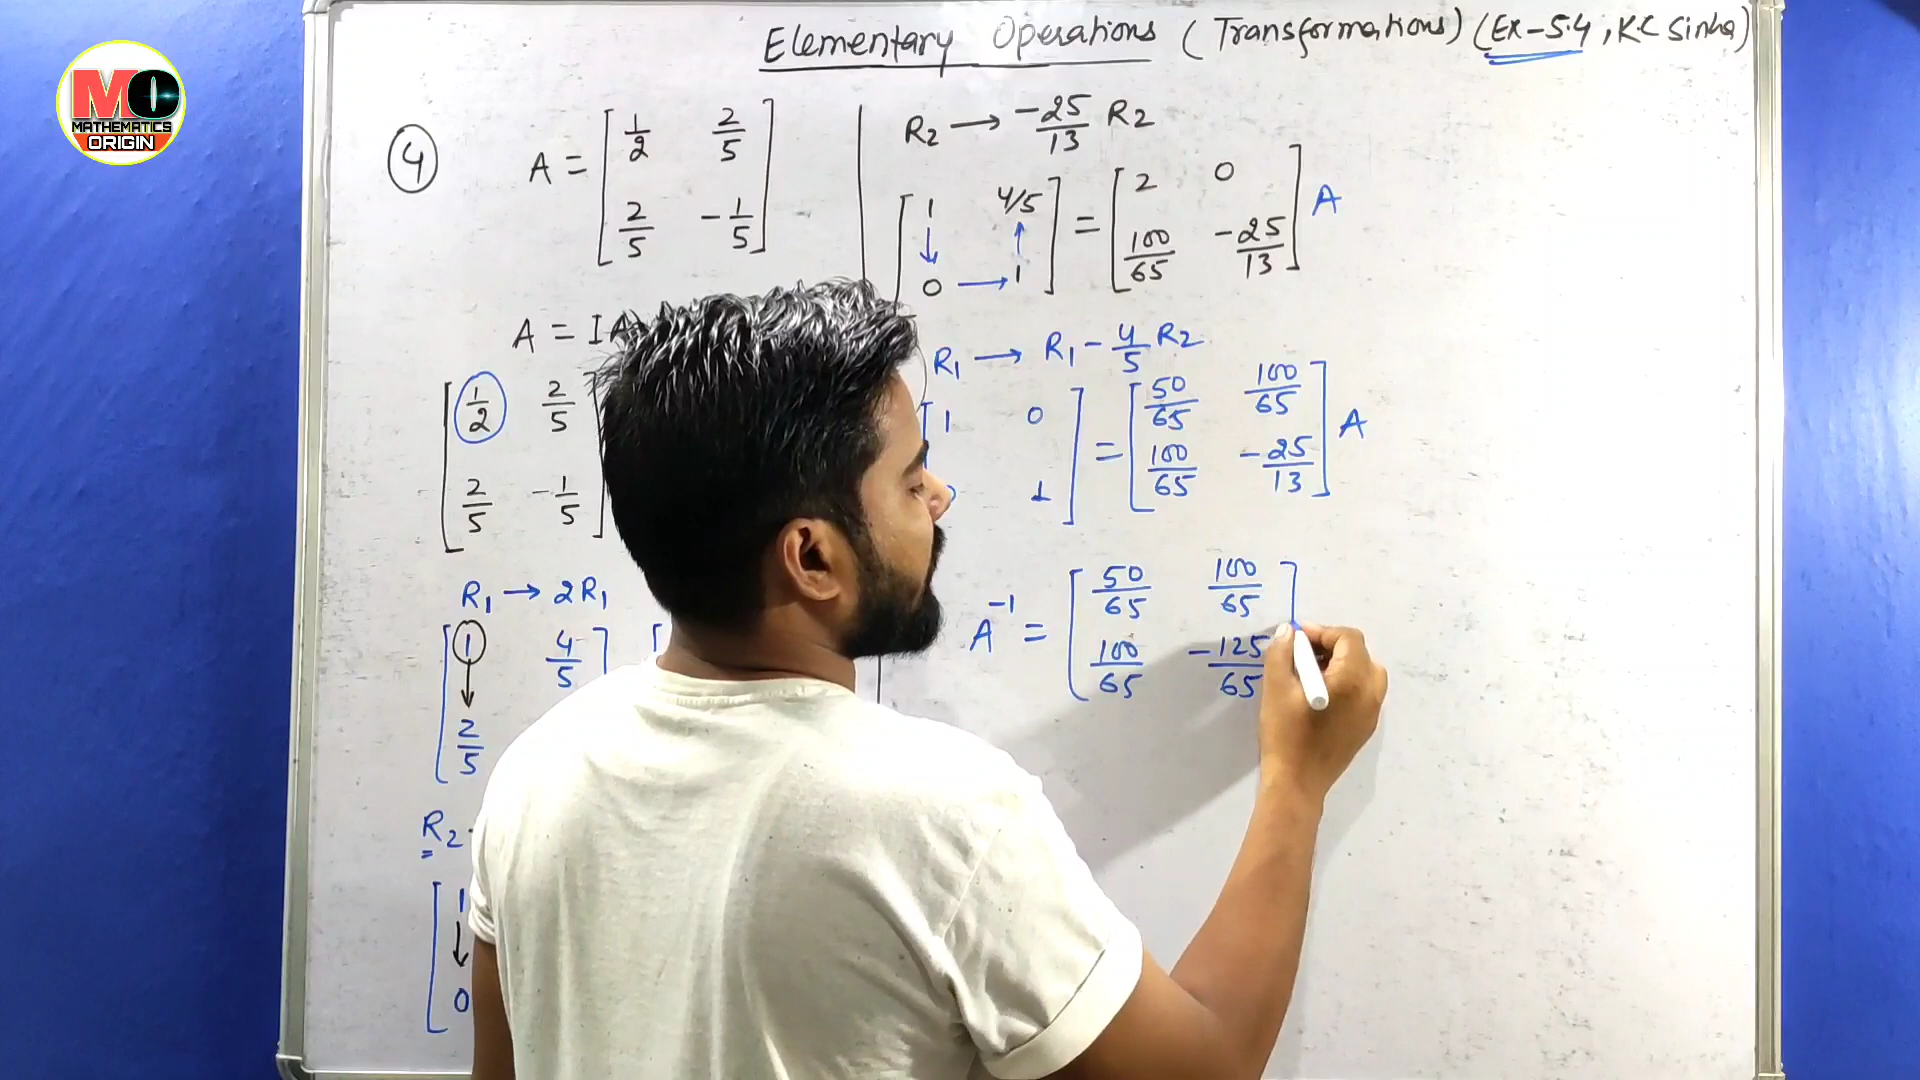 MO
MATHEMATICS
ORIGIN
Elementary Operations (Transformations) (Ex-5.4, K.C Sinha)
4
A = [ 1/2 2/5
2/5 -1/5 ]
A = IA
[ 1/2 2/5
2/5 -1/5 ]
R1 → 2R1
[ 1 4/5 ] [
2/5
R2
[ 1
0
R2 → -25/13 R2
[ 1 4/5 ] = [ 2 0 ] A
0 → 1 100/65 -25/13
R1 → R1 - 4/5 R2
[ 1 0 ] = [ 50/65 100/65 ] A
1 100/65 -25/13
A-1 = [ 50/65 100/65 ]
100/65 -125/65